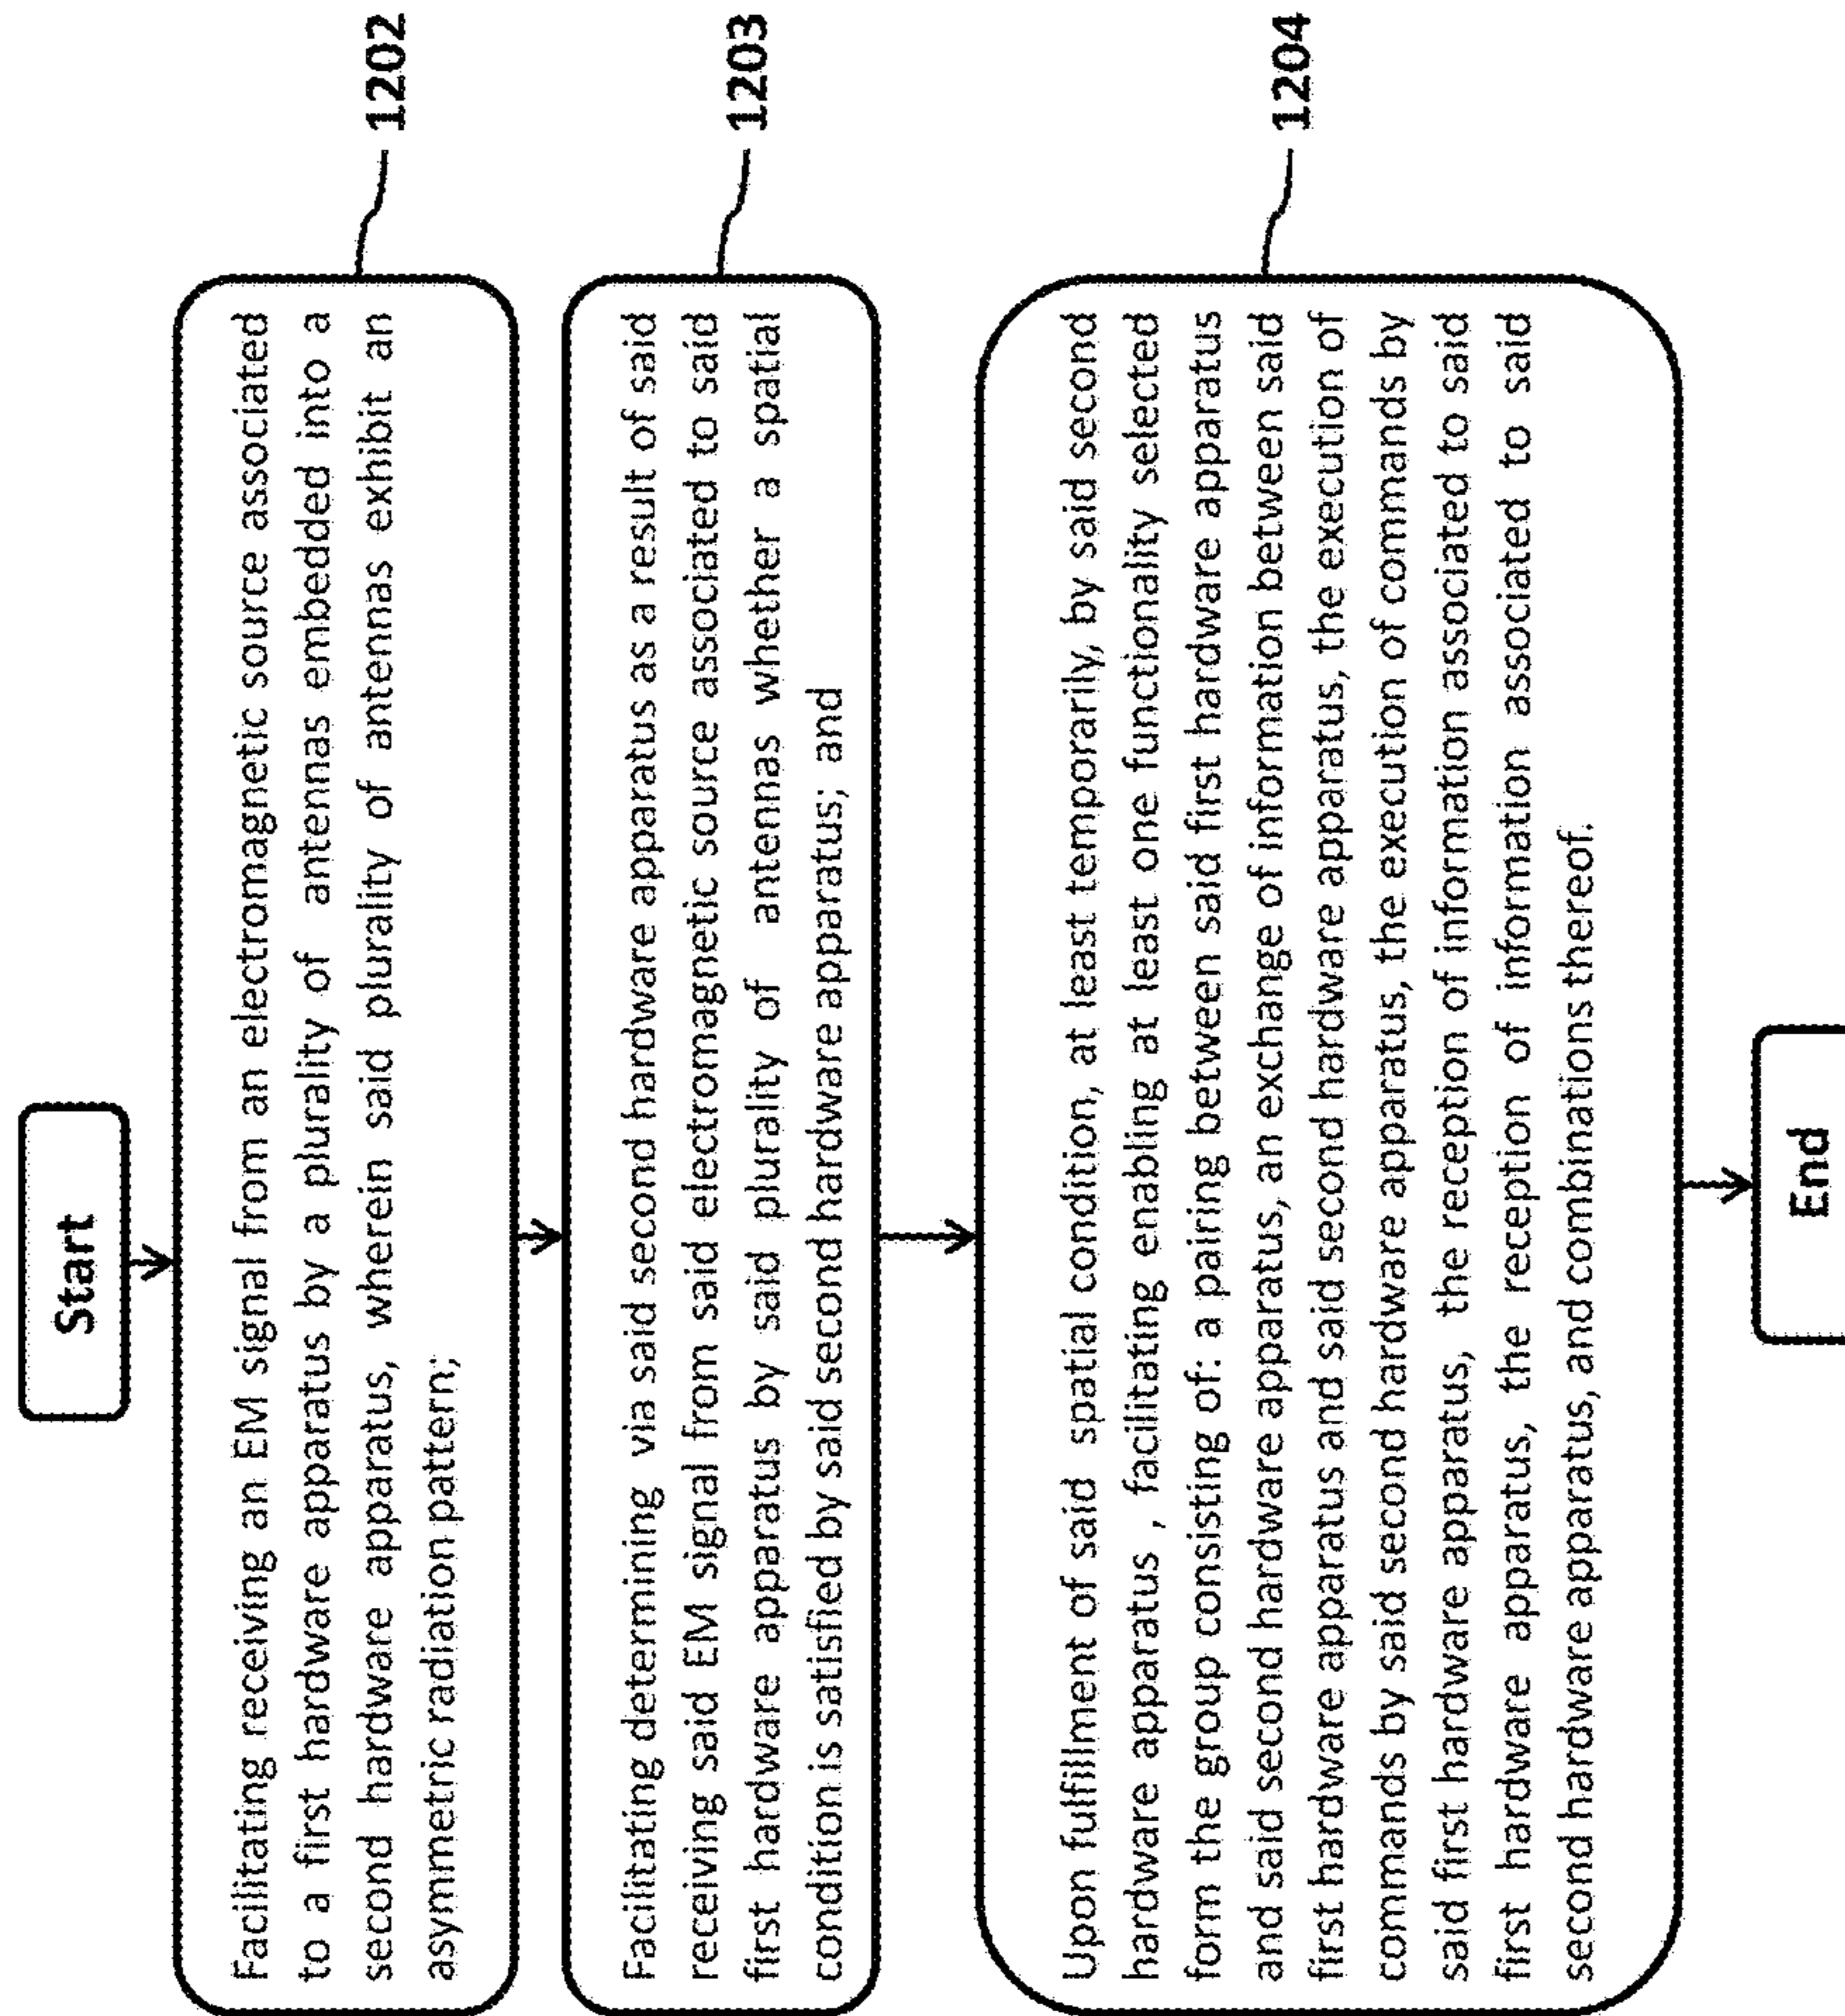 Start
Facilitating receiving an EM signal from an electromagnetic source associated
to a first hardware apparatus by a plurality of antennas embedded into a
second hardware apparatus, wherein said plurality of antennas exhibit an
asymmetric radiation pattern;
1202
Facilitating determining via said second hardware apparatus as a result of said
receiving said EM signal from said electromagnetic source associated to said
first hardware apparatus by said plurality of antennas whether a spatial
condition is satisfied by said second hardware apparatus; and
1203
Upon fulfillment of said spatial condition, at least temporarily, by said second
hardware apparatus , facilitating enabling at least one functionality selected
form the group consisting of: a pairing between said first hardware apparatus
and said second hardware apparatus, an exchange of information between said
first hardware apparatus and said second hardware apparatus, the execution of
commands by said second hardware apparatus, the execution of commands by
said first hardware apparatus, the reception of information associated to said
first hardware apparatus, the reception of information associated to said
second hardware apparatus, and combinations thereof.
1204
End